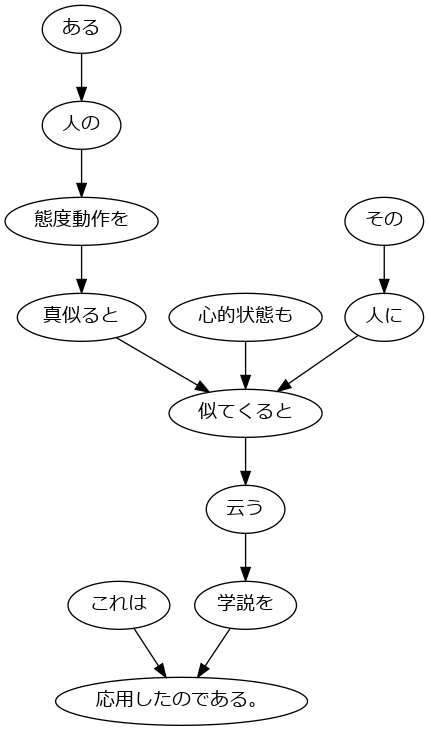 ある
人の
態度動作を
その
真似ると
心的状態も
人に
似てくると
云う
これは
学説を
応用したのである。